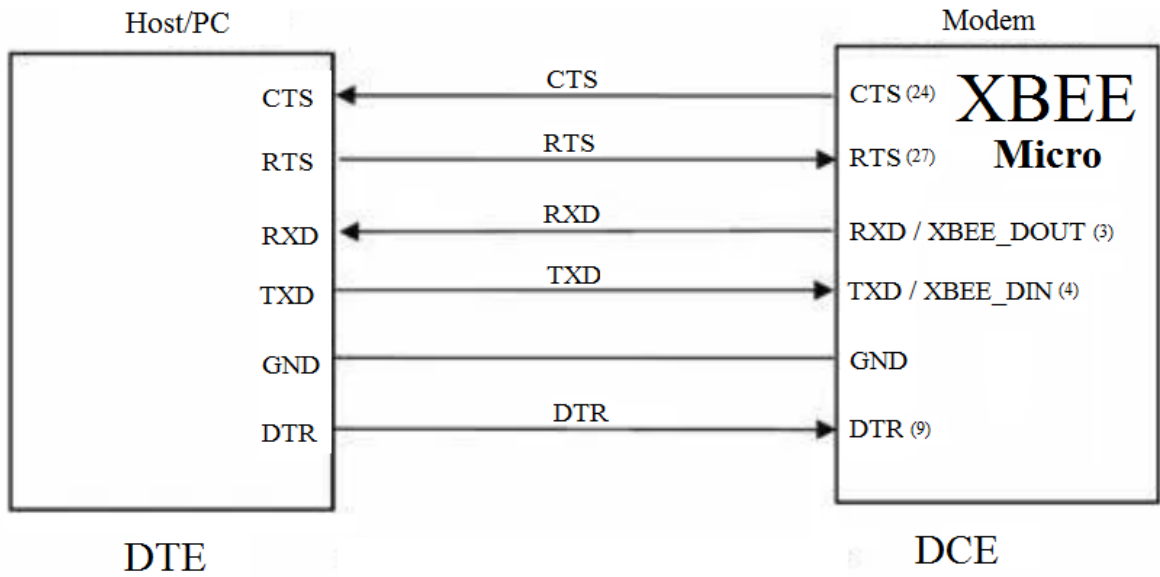 Host/PC
Modem
CTS
CTS
CTS (24)
XBEE
RTS
RTS
RTS (27)
Micro
RXD
RXD
RXD / XBEE_DOUT (3)
TXD
TXD
TXD / XBEE_DIN (4)
GND
GND
DTR
DTR
DTR (9)
DTE
DCE